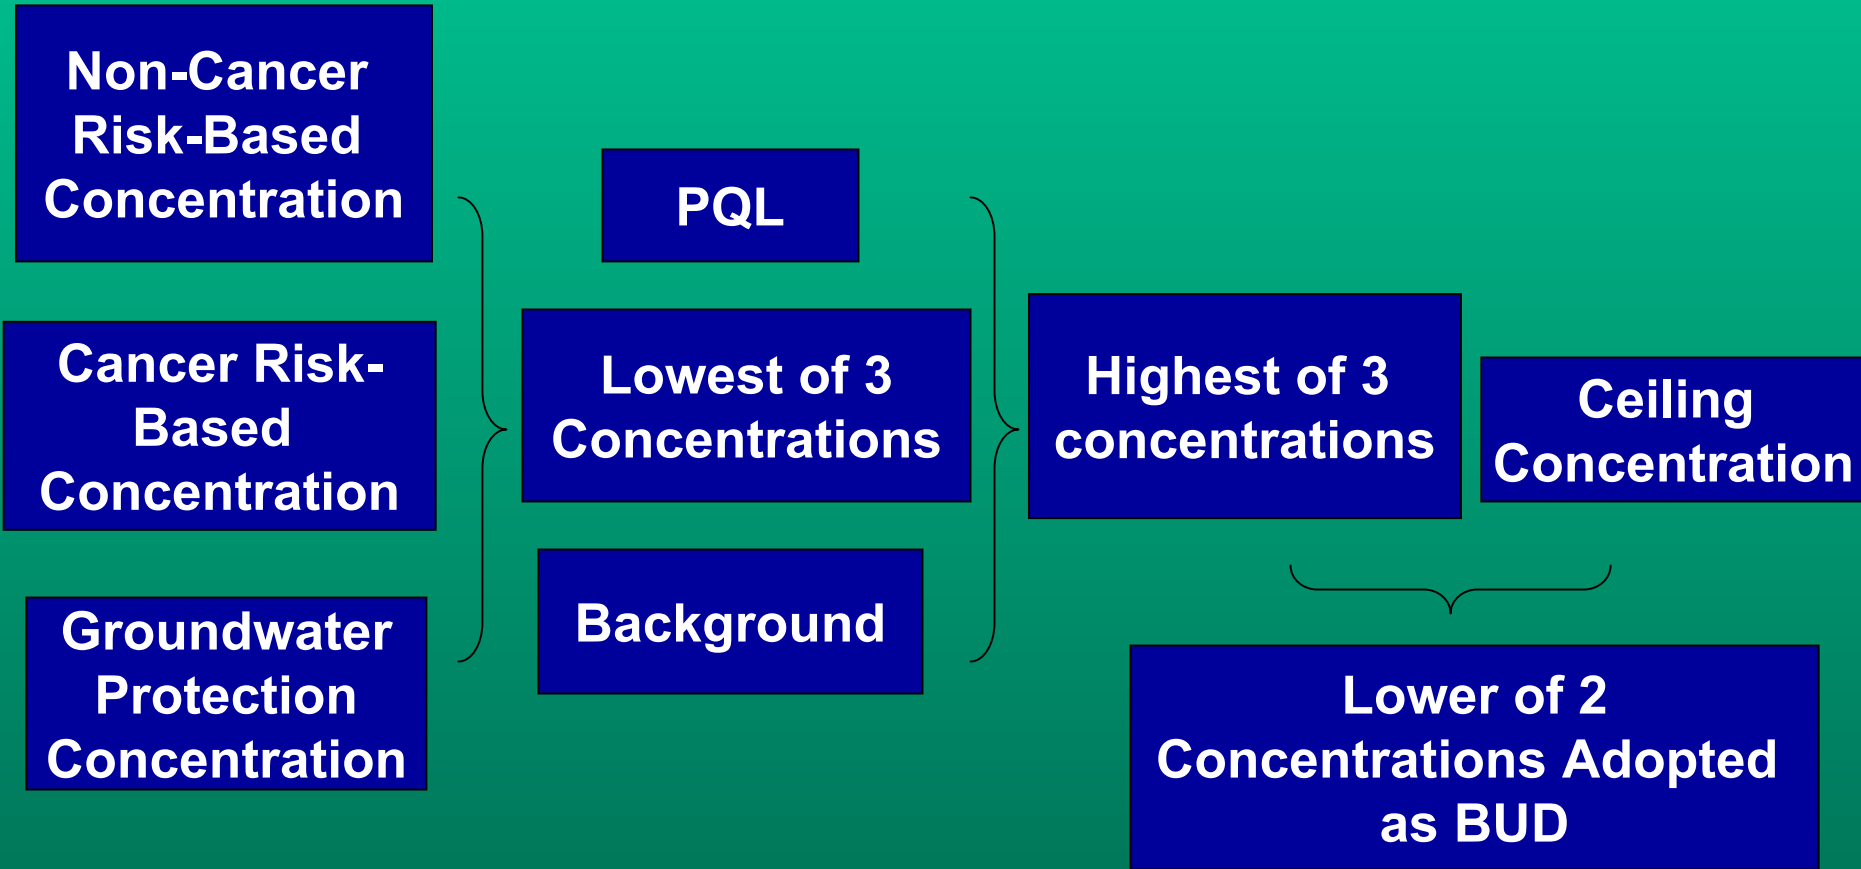 Non-Cancer
Risk-Based
Concentration
Cancer Risk-
Based
Concentration
Groundwater
Protection
Concentration
PQL
Lowest of 3
Concentrations
Background
Highest of 3
concentrations
Ceiling
Concentration
Lower of 2
Concentrations Adopted
as BUD